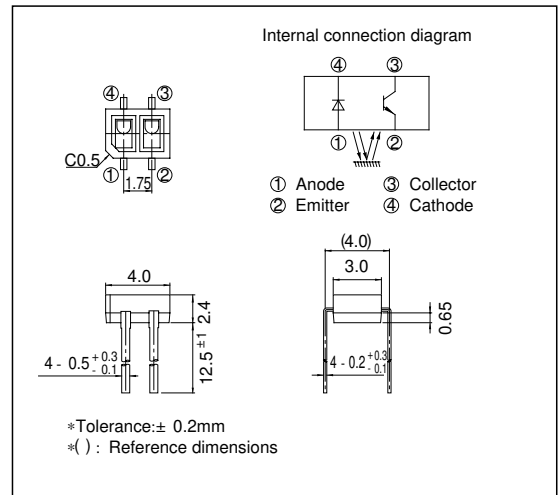 Internal connection diagram
④ ③
④ ③
C0.5
① ②
1.75
① ②
① Anode ③ Collector
② Emitter ④ Cathode
4.0
2.4
12.5 ±1
4 - 0.5 +0.3 -0.1
(4.0)
3.0
0.65
4 - 0.2 +0.3 -0.1
*Tolerance:± 0.2mm
*( ) : Reference dimensions